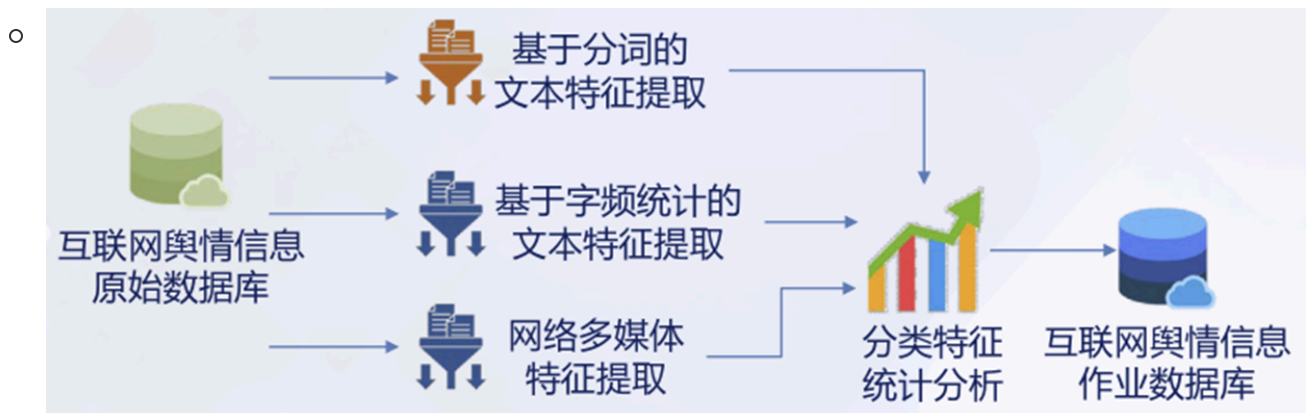 基于分词的
文本特征提取
互联网舆情信息
原始数据库
基于字频统计的
文本特征提取
网络多媒体
特征提取
分类特征
统计分析
互联网舆情信息
作业数据库